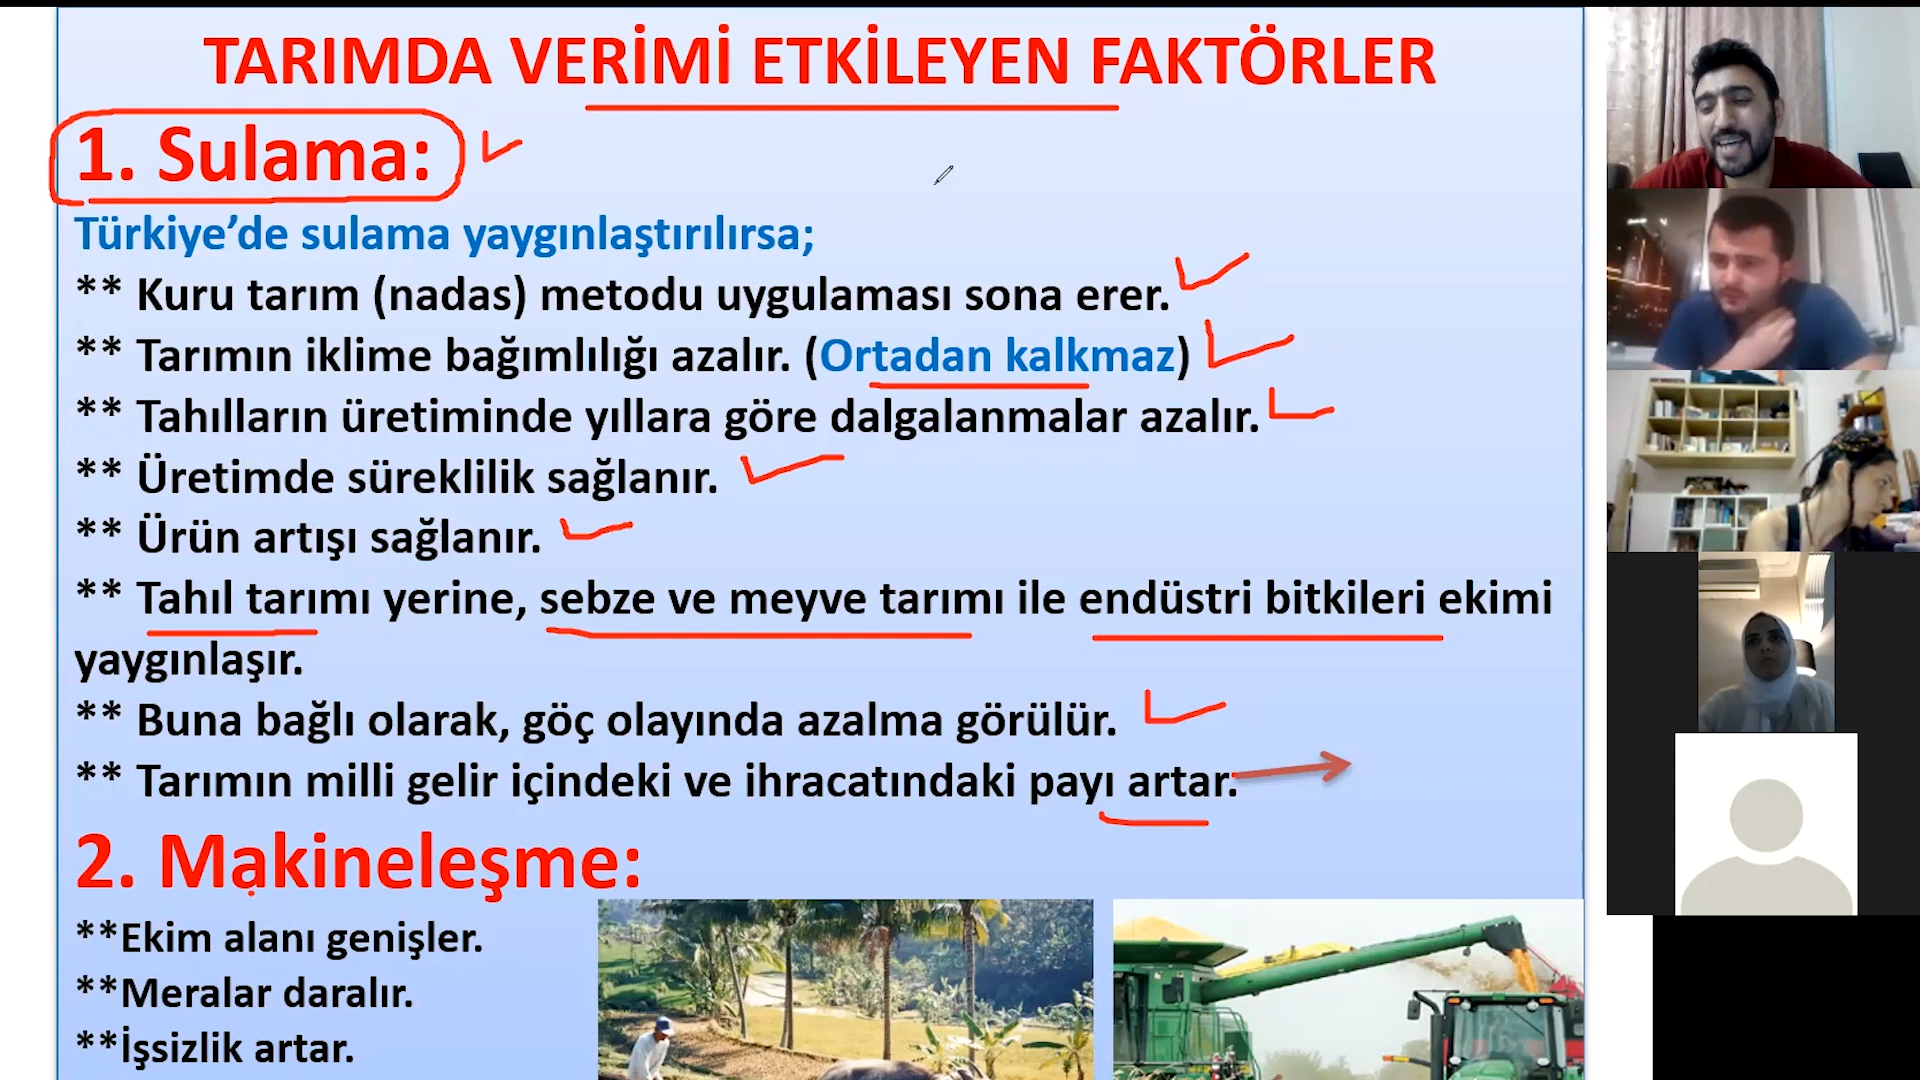 TARIMDA VERİMİ ETKİLEYEN FAKTÖRLER
1. Sulama:
Türkiye’de sulama yaygınlaştırılırsa;
** Kuru tarım (nadas) metodu uygulaması sona erer.
** Tarımın iklime bağımlılığı azalır. (Ortadan kalkmaz)
** Tahılların üretiminde yıllara göre dalgalanmalar azalır.
** Üretimde süreklilik sağlanır.
** Ürün artışı sağlanır.
** Tahıl tarımı yerine, sebze ve meyve tarımı ile endüstri bitkileri ekimi
yaygınlaşır.
** Buna bağlı olarak, göç olayında azalma görülür.
** Tarımın milli gelir içindeki ve ihracatındaki payı artar.
2. Makineleşme:
**Ekim alanı genişler.
**Meralar daralır.
**İşsizlik artar.